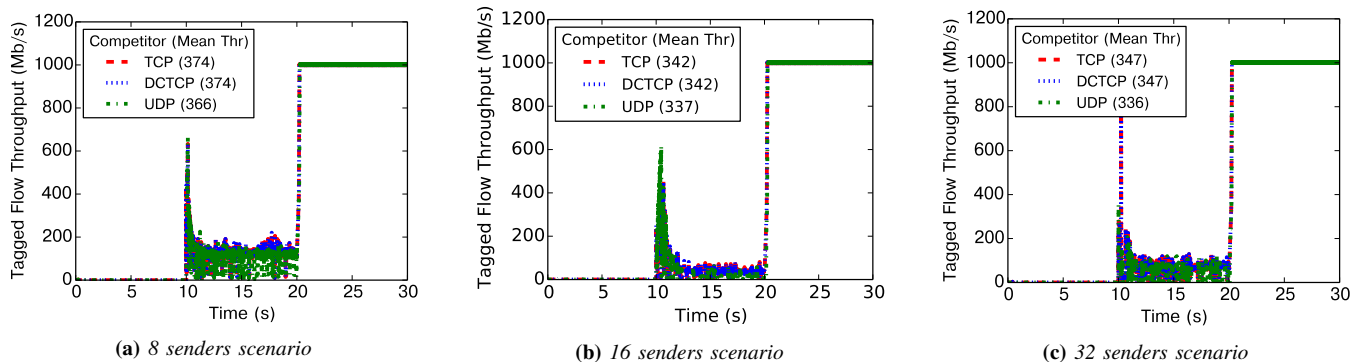 Tagged Flow Throughput (Mb/s)
1200
1000
800
600
400
200
0
Competitor (Mean Thr)
TCP (374)
DCTCP (374)
UDP (366)
0 5 10 15 20 25 30
Time (s)
(a) 8 senders scenario
Tagged Flow Throughput (Mb/s)
1200
1000
800
600
400
200
0
Competitor (Mean Thr)
TCP (342)
DCTCP (342)
UDP (337)
0 5 10 15 20 25 30
Time (s)
(b) 16 senders scenario
Tagged Flow Throughput (Mb/s)
1200
1000
800
600
400
200
0
Competitor (Mean Thr)
TCP (347)
DCTCP (347)
UDP (336)
0 5 10 15 20 25 30
Time (s)
(c) 32 senders scenario